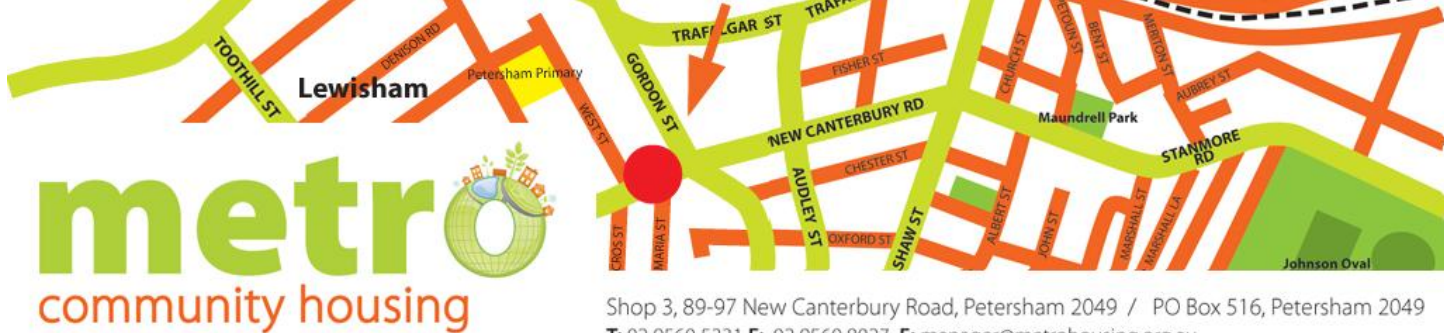 TRAFALGAR ST
TOOTHILL ST
DENISON RD
Lewisham
Petersham Primary
WEST ST
GORDON ST
FISHER ST
CHURCH ST
BENT ST
MERTON ST
AUBREY ST
Maundrell Park
NEW CANTERBURY RD
STANMORE
RD
CHESTER ST
AUDLEY ST
SHAW ST
ALBERT ST
JOHN ST
MARSHALL ST
MARSHALL LA
OXFORD ST
CROS ST
MARIA ST
Johnson Oval
metro
community housing
Shop 3, 89-97 New Canterbury Road, Petersham 2049 / PO Box 516, Petersham 2049